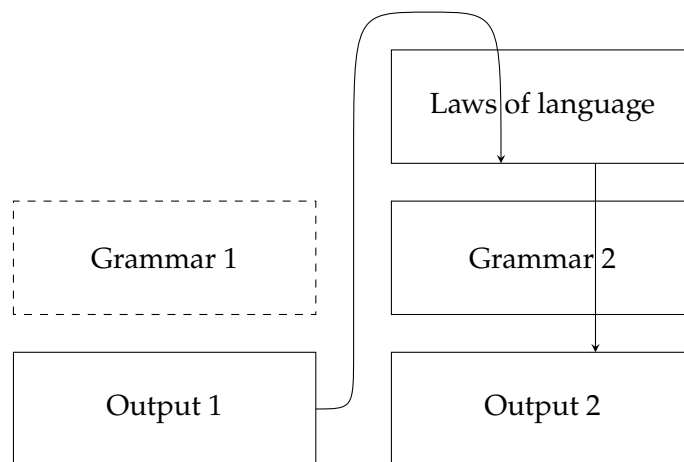 Laws of language
Grammar 1
Grammar 2
Output 1
Output 2